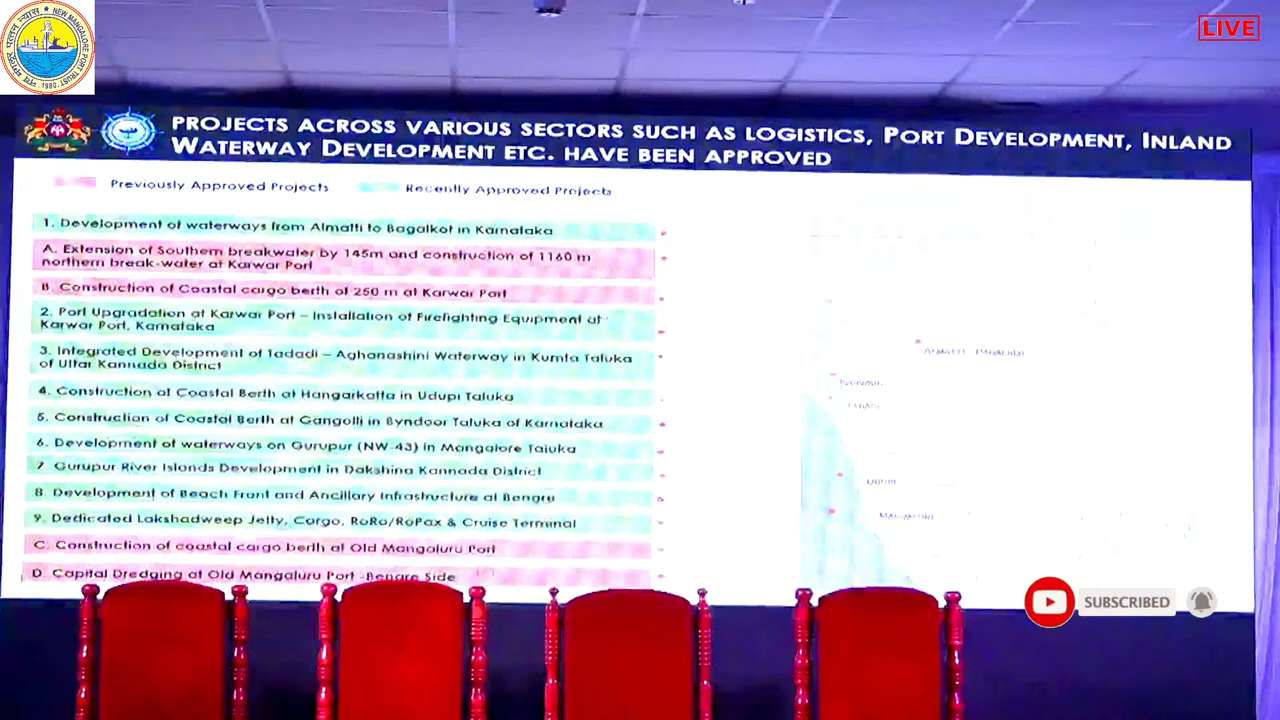 NEW MANGALORE PORT TRUST
1980
LIVE
PROJECTS ACROSS VARIOUS SECTORS SUCH AS LOGISTICS, PORT DEVELOPMENT, INLAND
WATERWAY DEVELOPMENT ETC. HAVE BEEN APPROVED
Previously Approved Projects
Recently Approved Projects
1. Development of waterways from Almatti to Bagalkot in Karnataka
A. Extension of Southern breakwater by 145m and construction of 1160 m
northern break-water at Karwar Port
B. Construction of Coastal cargo berth of 250 m at Karwar Port
2. Port Upgradation at Karwar Port – Installation of Firefighting Equipment at
Karwar Port, Karnataka
3. Integrated Development of Tadadi – Aghanashini Waterway in Kumta Taluka
of Uttar Kannada District
4. Construction of Coastal Berth at Hangarkatta in Udupi Taluka
5. Construction of Coastal Berth at Gangolli in Byndoor Taluka of Karnataka
6. Development of waterways on Gurupur (NW-43) in Mangalore Taluka
7 Gurupur River Islands Development in Dakshina Kannada District
8. Development of Beach Front and Ancillary Infrastructure at Bengre
9. Dedicated Lakshadweep Jetty, Cargo, RoRo/RoPax & Cruise Terminal
C. Construction of coastal cargo berth at Old Mangaluru Port
D. Capital Dredging at Old Mangaluru Port -Bengre Side
SUBSCRIBED